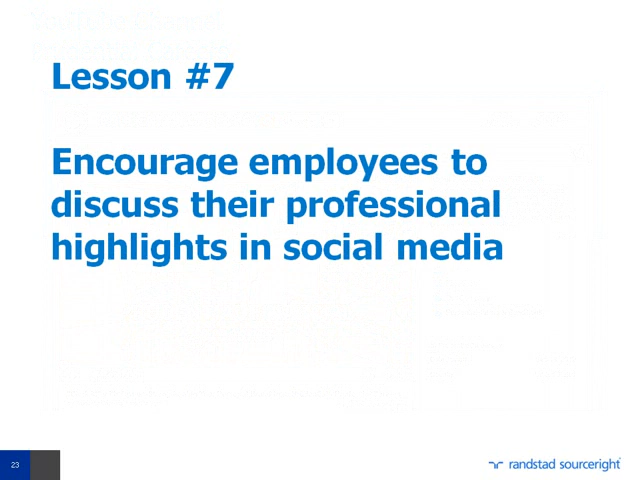 Lesson #7
Encourage employees to
discuss their professional
highlights in social media
23
randstad sourceright